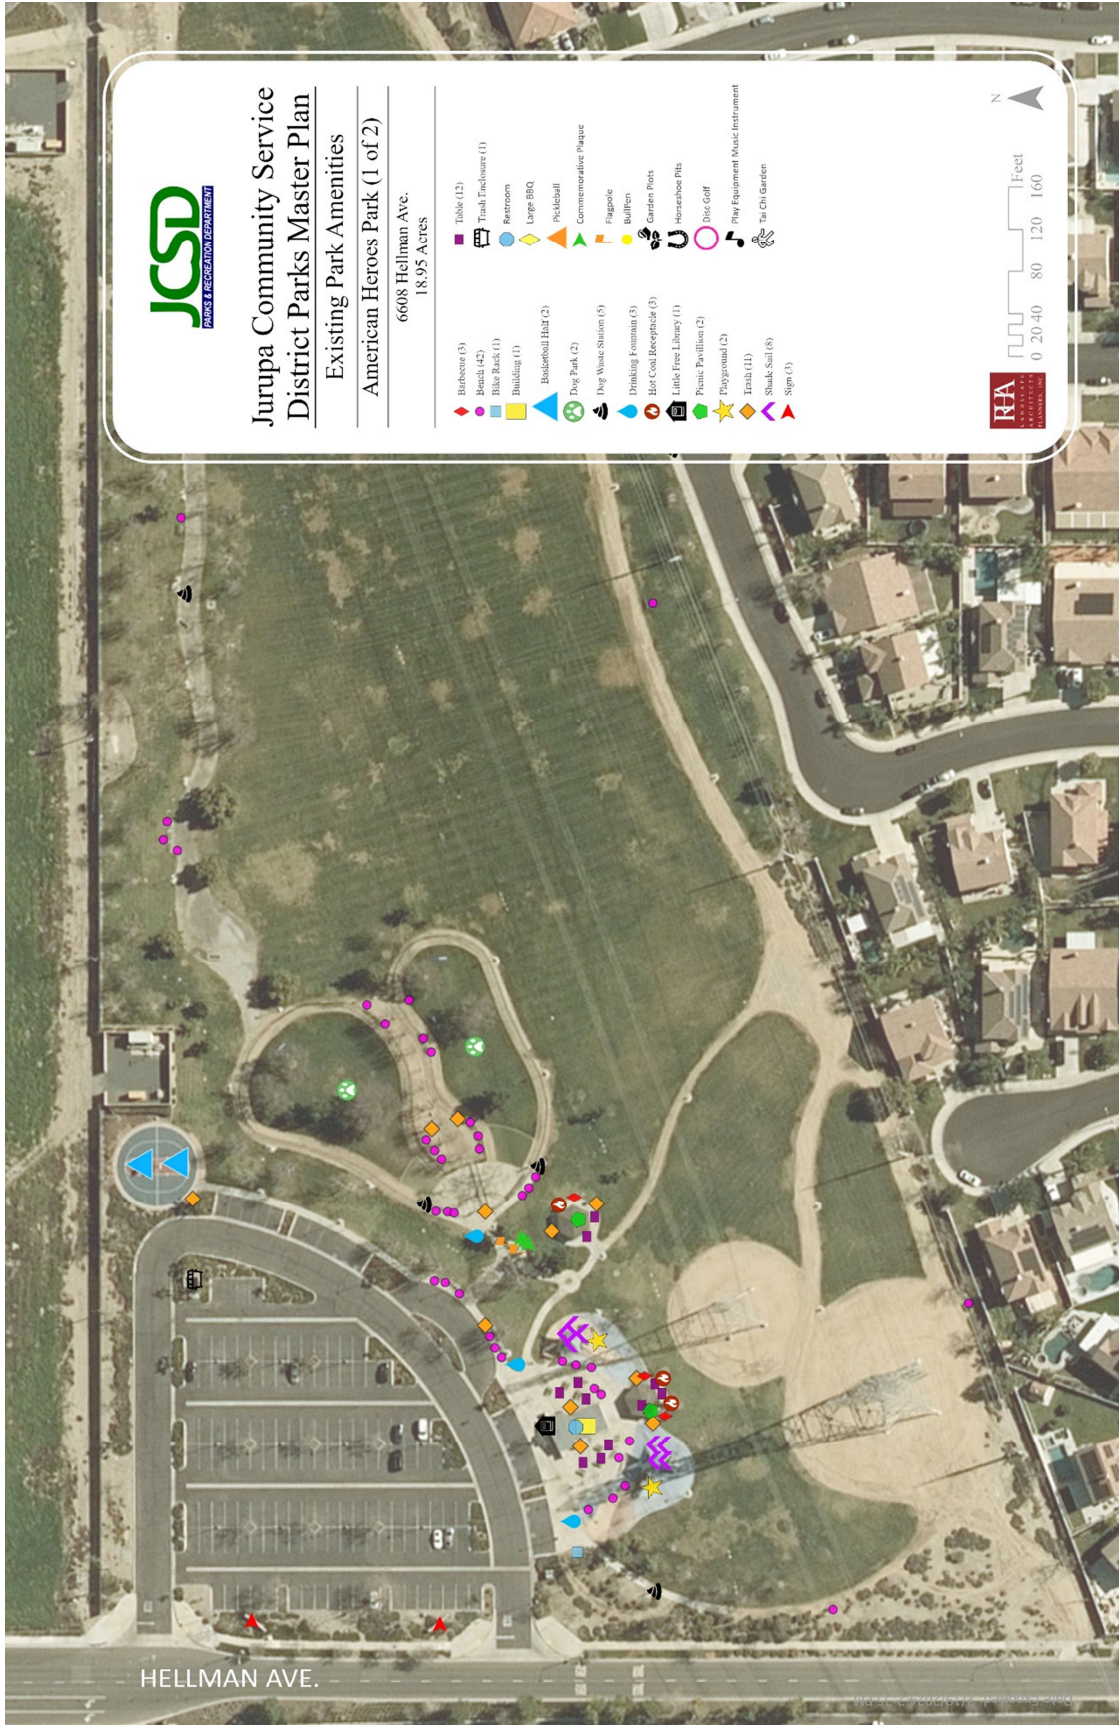 JCSD
PARKS & RECREATION DEPARTMENT
Jurupa Community Service
District Parks Master Plan
Existing Park Amenities
American Heroes Park (1 of 2)
6608 Hellman Ave.
18.95 Acres
Barbecue (3)
Bench (42)
Bike Rack (1)
Building (1)
Basketball Half (2)
Dog Park (2)
Dog Waste Station (5)
Drinking Fountain (3)
Hot Coal Receptacle (3)
Little Free Library (1)
Picnic Pavillion (2)
Playground (2)
Trash (11)
Shade Sail (8)
Sign (3)
Table (12)
Trash Enclosure (1)
Restroom
Large BBQ
Pickleball
Commemorative Plaque
Flagpole
BullPen
Garden Plots
Horseshoe Pits
Disc Golf
Play Equipment Music Instrument
Tai Chi Garden
RHA
LANDSCAPE
ARCHITECTS
PLANNERS, INC.
0 20 40 80 120 160
Feet
N
HELLMAN AVE.